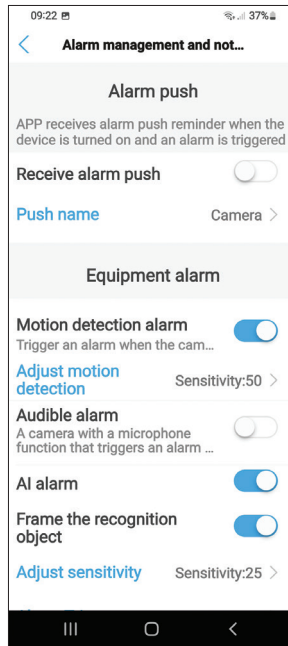 09:22 37%
Alarm management and not...
Alarm push
APP receives alarm push reminder when the
device is turned on and an alarm is triggered
Receive alarm push
Push name Camera >
Equipment alarm
Motion detection alarm
Trigger an alarm when the cam...
Adjust motion
detection Sensitivity:50 >
Audible alarm
A camera with a microphone
function that triggers an alarm ...
AI alarm
Frame the recognition
object
Adjust sensitivity Sensitivity:25 >